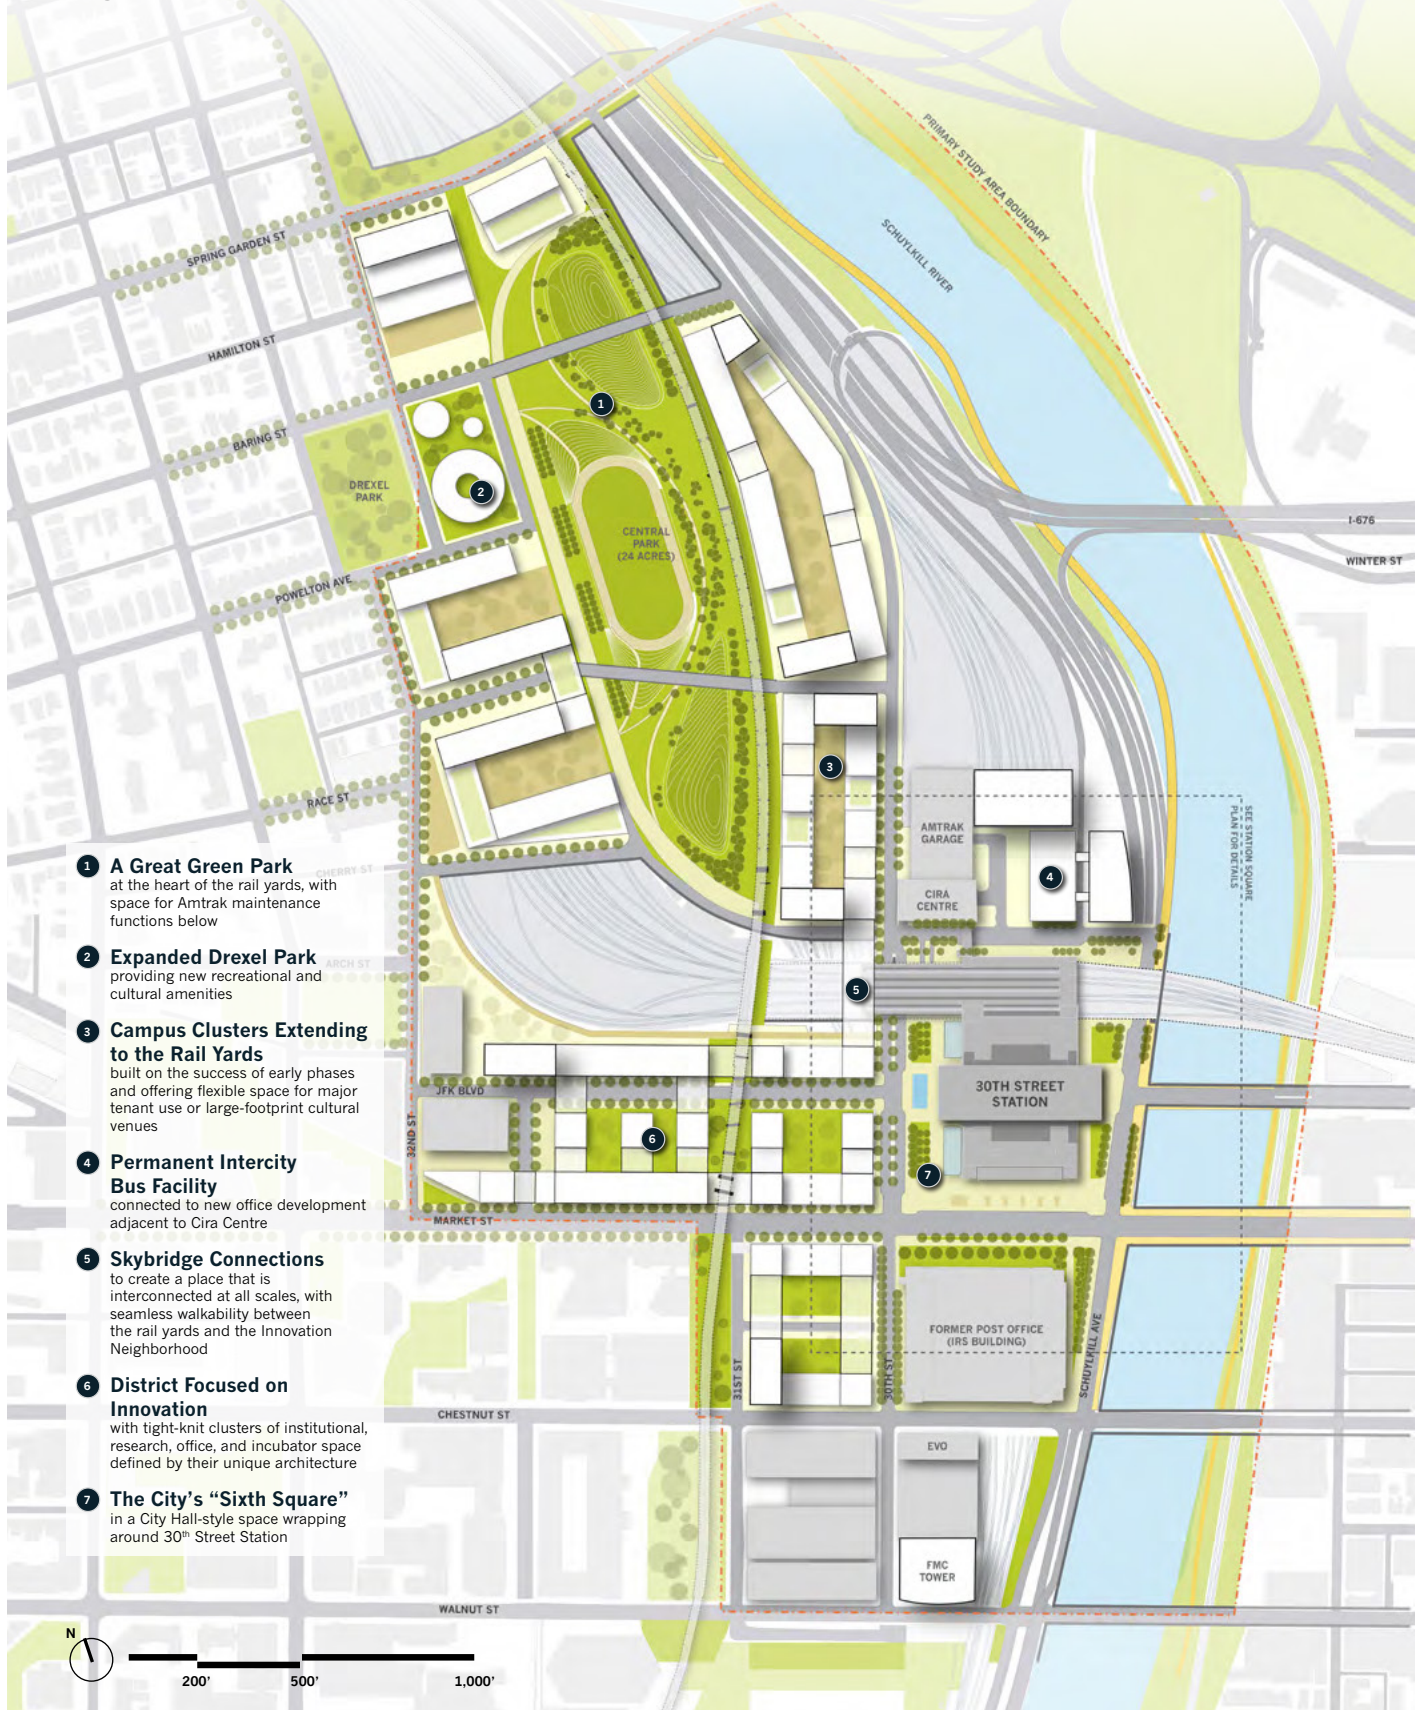 PRIMARY STUDY AREA BOUNDARY
SCHUYLKILL RIVER
SPRING GARDEN ST
HAMILTON ST
BARING ST
DREXEL
PARK
1
2
CENTRAL
PARK
(24 ACRES)
I-676
WINTER ST
POWELTON AVE
RACE ST
3
AMTRAK
GARAGE
CIRA
CENTRE
4
SEE STATION SQUARE
PLAN FOR DETAILS
CHERRY ST
ARCH ST
5
JFK BLVD
32ND ST
30TH STREET
STATION
6
7
MARKET ST
FORMER POST OFFICE
(IRS BUILDING)
31ST ST
30TH ST
SCHUYLKILL AVE
CHESTNUT ST
EVO
FMC
TOWER
WALNUT ST
1 A Great Green Park
at the heart of the rail yards, with
space for Amtrak maintenance
functions below
2 Expanded Drexel Park
providing new recreational and
cultural amenities
3 Campus Clusters Extending
to the Rail Yards
built on the success of early phases
and offering flexible space for major
tenant use or large-footprint cultural
venues
4 Permanent Intercity
Bus Facility
connected to new office development
adjacent to Cira Centre
5 Skybridge Connections
to create a place that is
interconnected at all scales, with
seamless walkability between
the rail yards and the Innovation
Neighborhood
6 District Focused on
Innovation
with tight-knit clusters of institutional,
research, office, and incubator space
defined by their unique architecture
7 The City’s “Sixth Square”
in a City Hall-style space wrapping
around 30th Street Station
N
200’ 500’ 1,000’